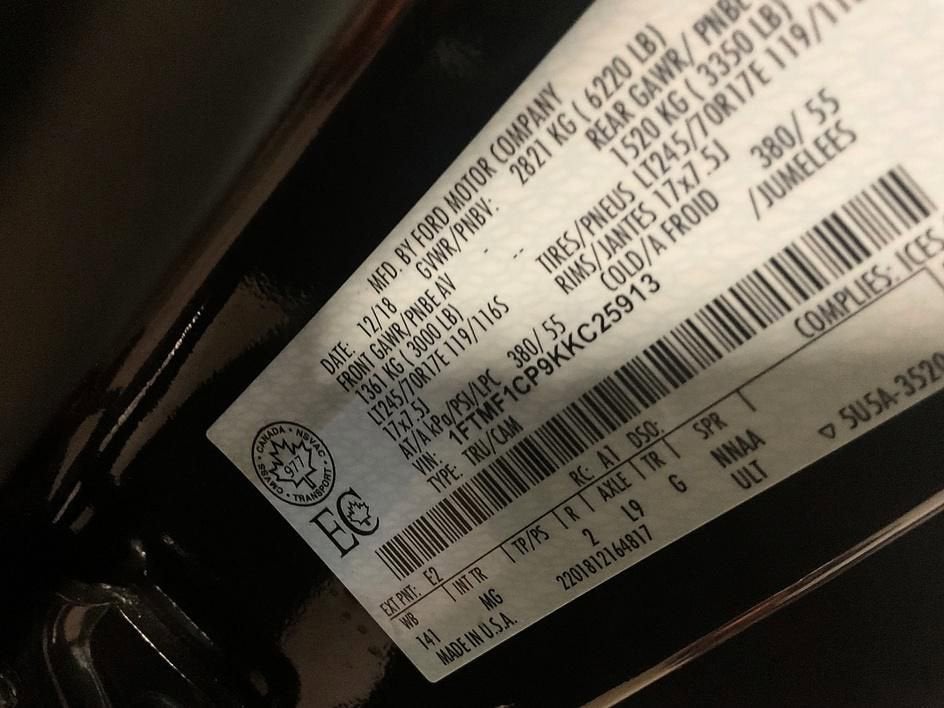 MFD. BY FORD MOTOR COMPANY
DATE: 12/18 GVWR/PNBV: 2821 KG ( 6220 LB)
FRONT GAWR/PNBE AV REAR GAWR/ PNBE
1361 KG ( 3000 LB) - -- 1520 KG ( 3350 LB)
LT245/70R17E 119/116S TIRES/PNEUS LT245/70R17E 119/
17x7.5J RIMS/JANTES 17x7.5J
AT/A kPa/PSI/LPC 380/ 55 COLD/A FROID 380/ 55
VIN: 1FTMF1CP9KKC25913 /JUMELEES
TYPE: TRU/CAM
CANADA • NSVAC • TRANSPORT • CMVSS
977
EC
COMPLIES: ICES
EXT PNT: E2 RC: A1 DSO:
WB INT TR TP/PS R AXLE TR SPR
141 MG 2 L9 G NNAA
ULT
MADE IN U.S.A. 2201812164817 ▽ 5U5A-3520